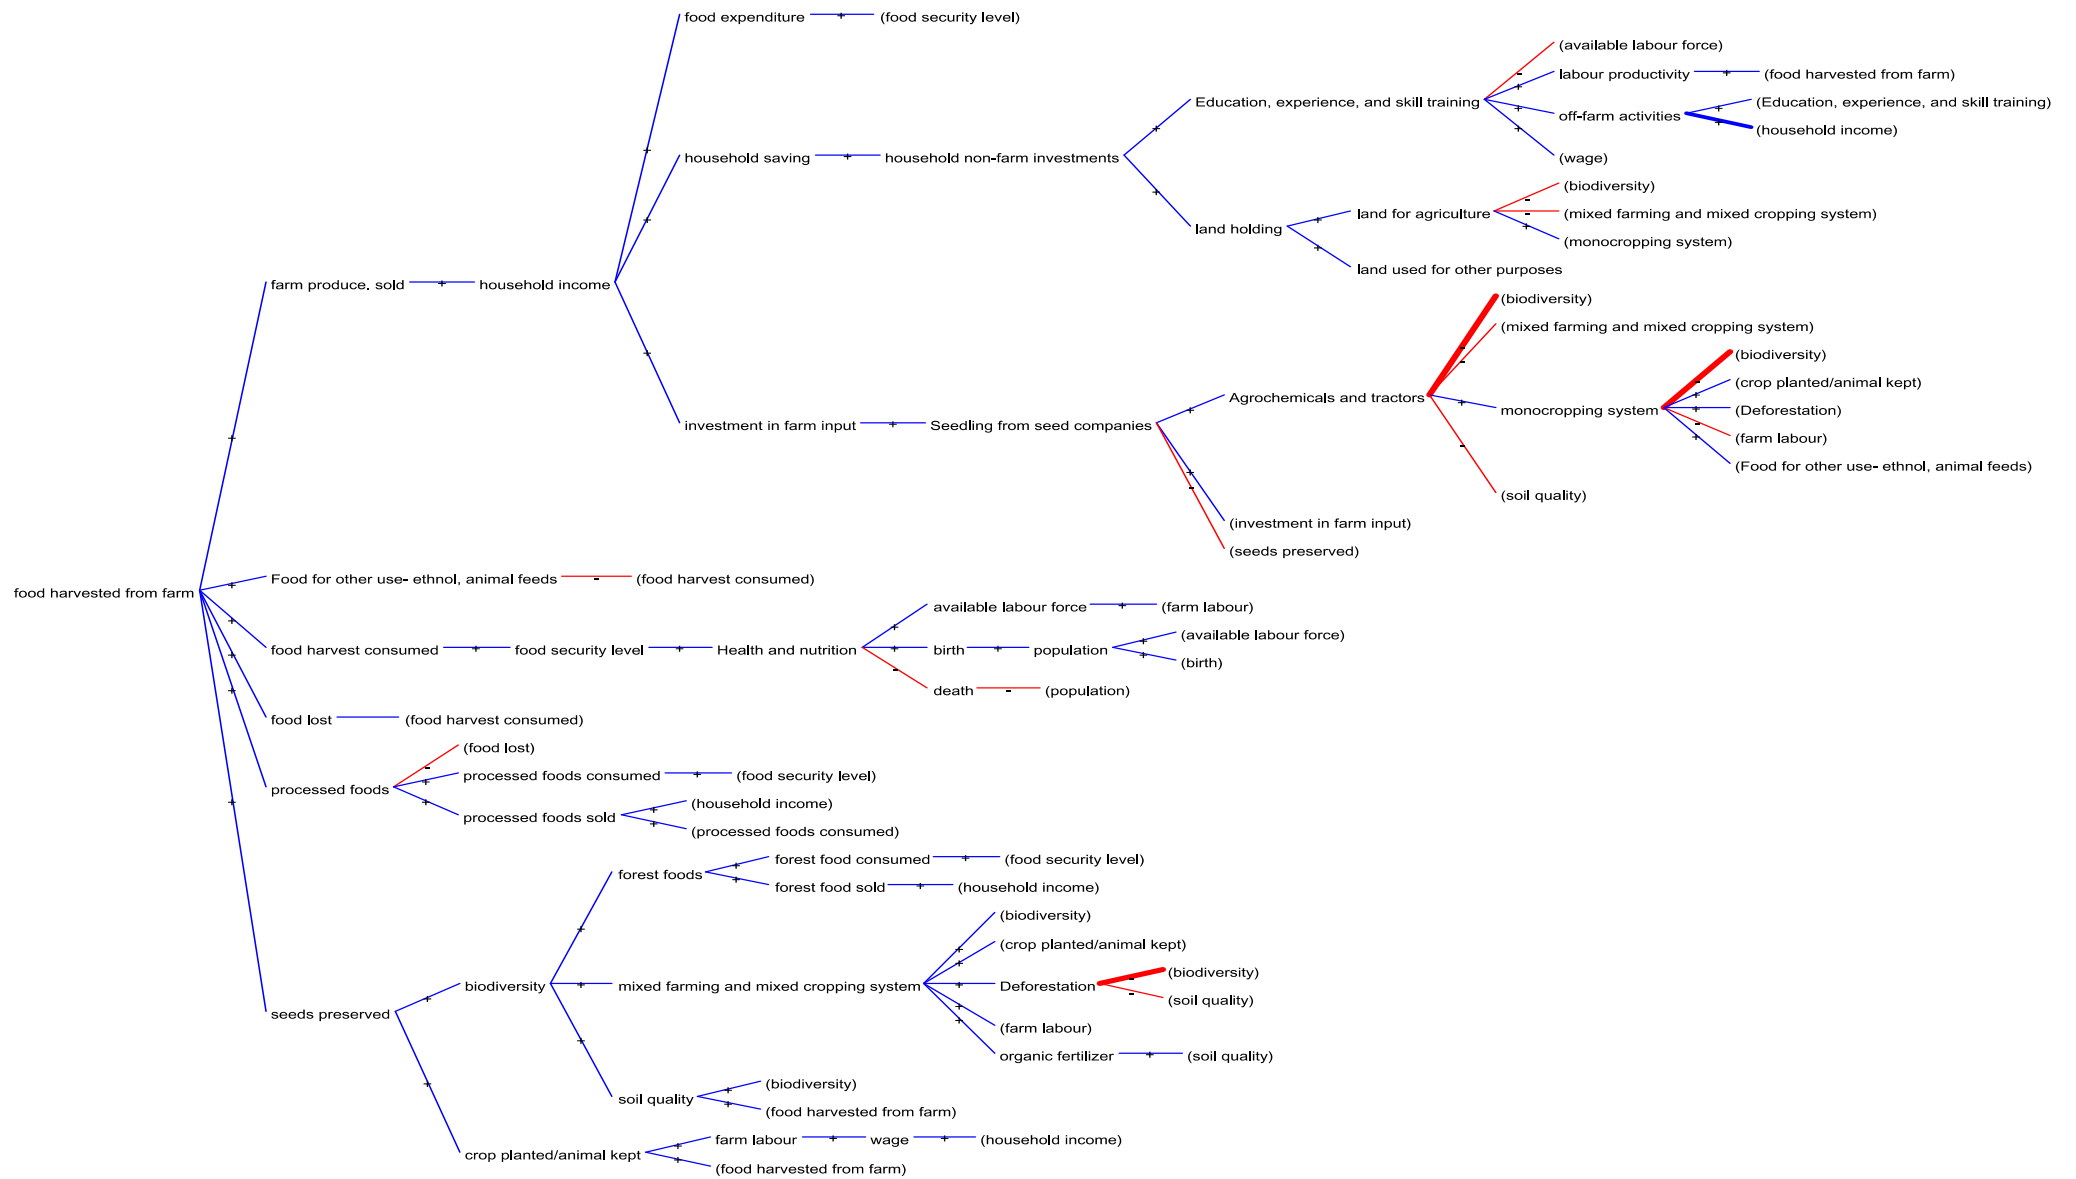 food expenditure + (food security level)
(available labour force)
labour productivity + (food harvested from farm)
Education, experience, and skill training
off-farm activities
(Education, experience, and skill training)
(household income)
(wage)
household saving + household non-farm investments
(biodiversity)
land for agriculture
(mixed farming and mixed cropping system)
(monocropping system)
land holding
land used for other purposes
farm produce. sold + household income
(biodiversity)
(mixed farming and mixed cropping system)
(biodiversity)
(crop planted/animal kept)
Agrochemicals and tractors
monocropping system
(Deforestation)
(farm labour)
(Food for other use- ethnol, animal feeds)
investment in farm input + Seedling from seed companies
(soil quality)
(investment in farm input)
(seeds preserved)
food harvested from farm
Food for other use- ethnol, animal feeds - (food harvest consumed)
available labour force + (farm labour)
food harvest consumed + food security level + Health and nutrition
birth + population
(available labour force)
(birth)
death - (population)
food lost (food harvest consumed)
(food lost)
processed foods
processed foods consumed + (food security level)
processed foods sold
(household income)
(processed foods consumed)
forest foods
forest food consumed + (food security level)
forest food sold + (household income)
(biodiversity)
(crop planted/animal kept)
biodiversity
mixed farming and mixed cropping system
Deforestation
(biodiversity)
(soil quality)
(farm labour)
organic fertilizer + (soil quality)
seeds preserved
soil quality
(biodiversity)
(food harvested from farm)
crop planted/animal kept
farm labour + wage + (household income)
(food harvested from farm)